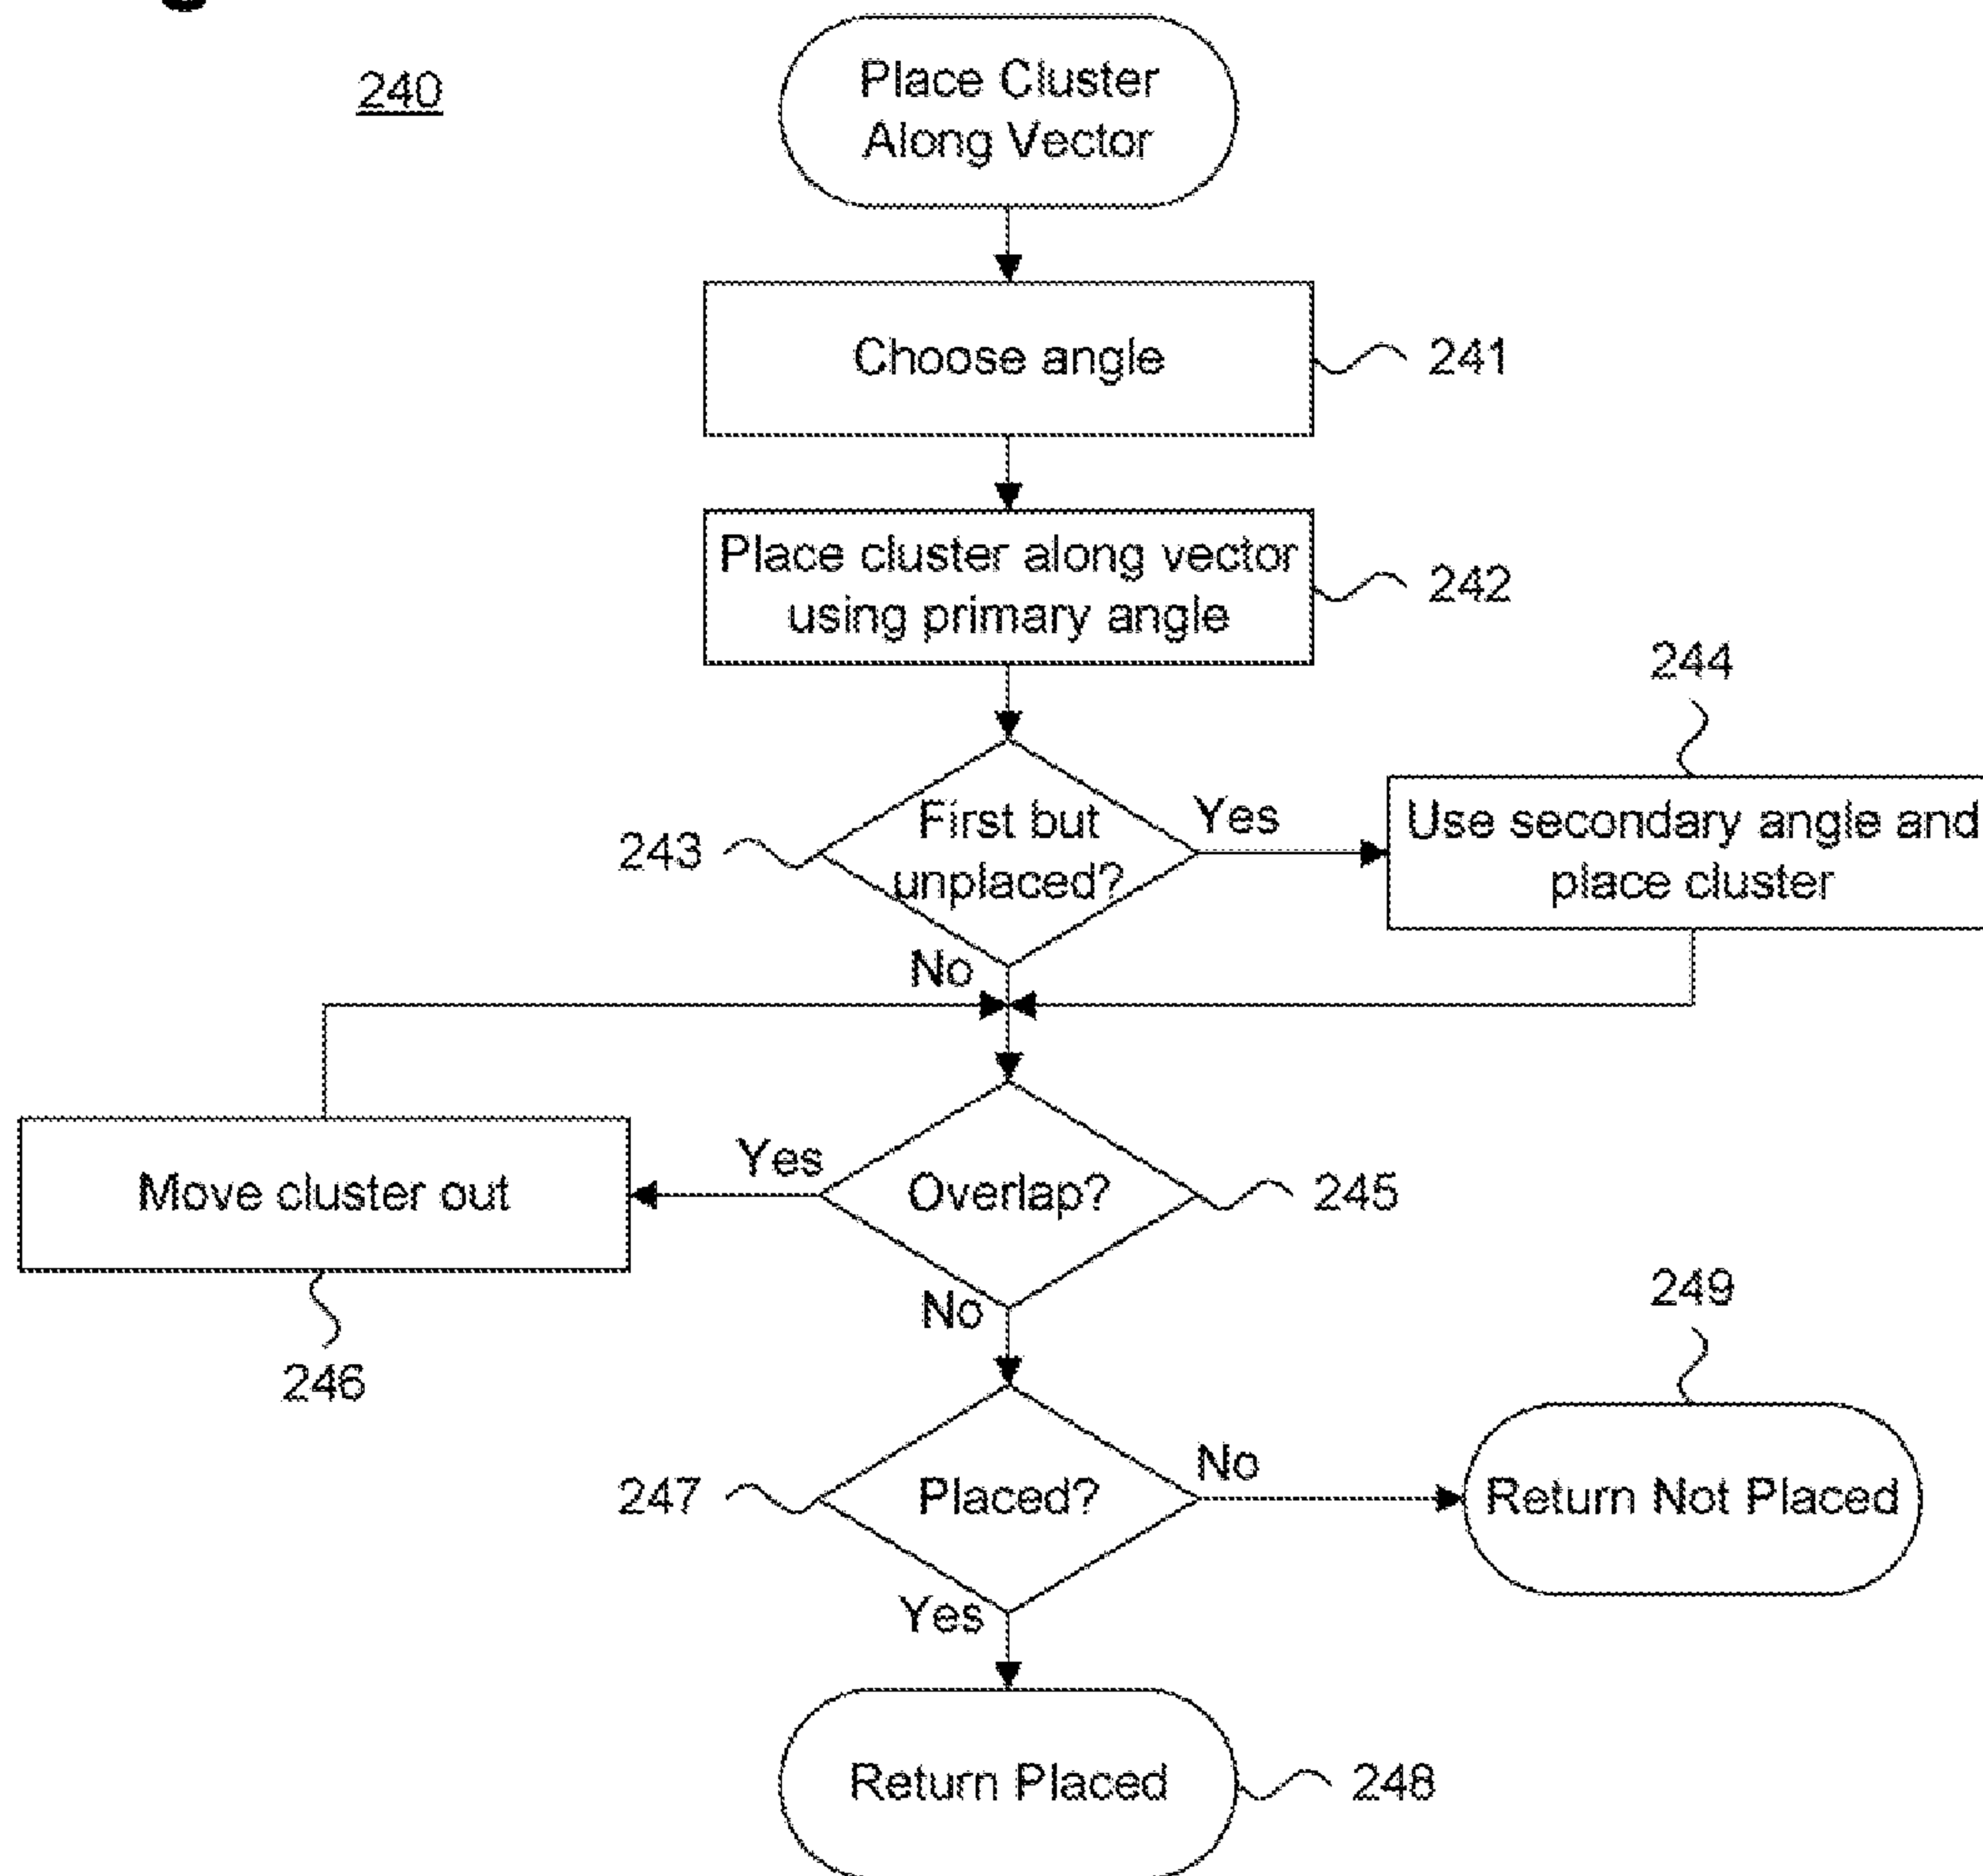 240
Place Cluster
Along Vector
Choose angle
241
Place cluster along vector
using primary angle
242
244
First but
unplaced?
243
Yes
Use secondary angle and
place cluster
No
Move cluster out
Yes
Overlap?
245
246
No
249
247
Placed?
No
Return Not Placed
Yes
Return Placed
248